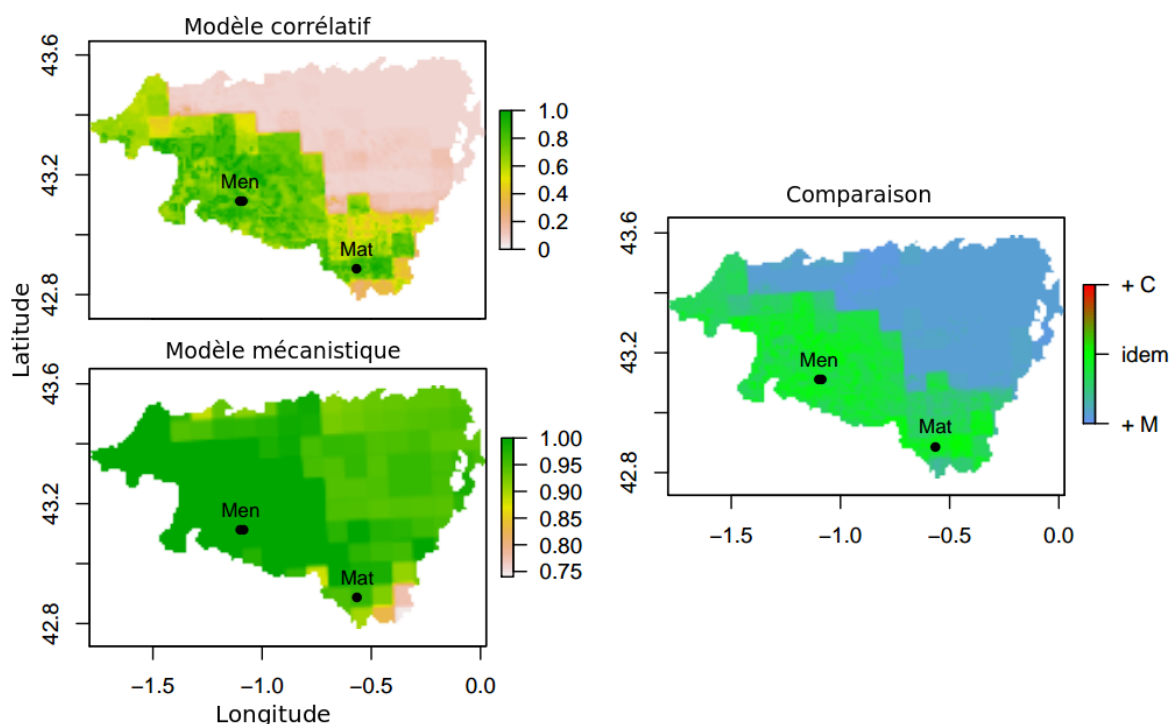 Modèle corrélatif
43.6
43.2
42.8
Men
Mat
1.0
0.8
0.6
0.4
0.2
0
Latitude
Modèle mécanistique
43.6
43.2
42.8
Men
Mat
1.00
0.95
0.90
0.85
0.80
0.75
−1.5 −1.0 −0.5 0.0
Longitude
Comparaison
43.6
43.2
42.8
Men
Mat
+ C
idem
+ M
−1.5 −1.0 −0.5 0.0